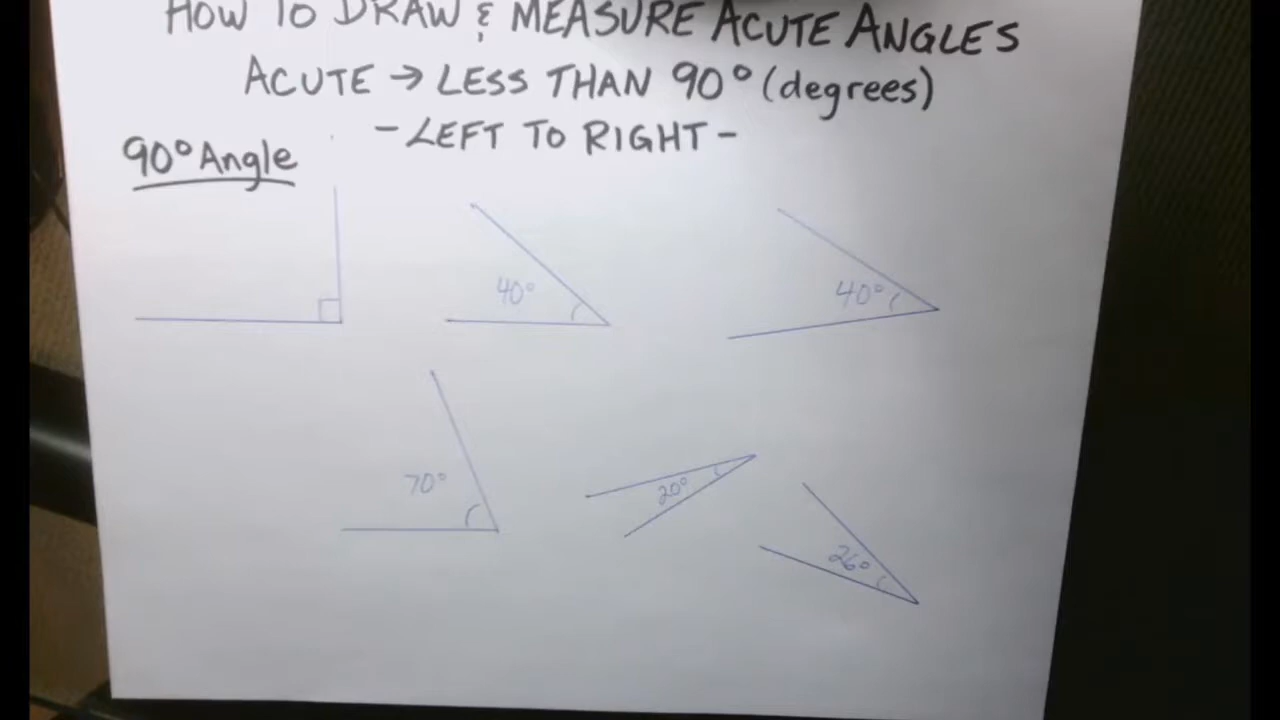 HOW TO DRAW & MEASURE ACUTE ANGLES
ACUTE → LESS THAN 90° (degrees)
- LEFT TO RIGHT -
90° Angle
40°
40°
70°
20°
26°